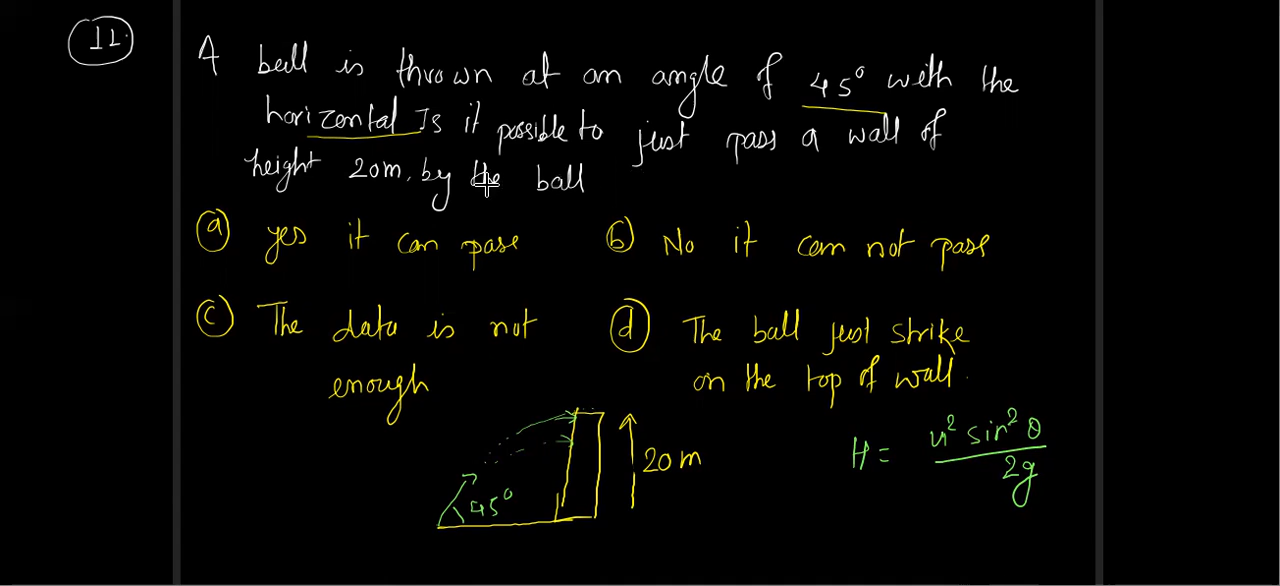 11
A ball is thrown at an angle of 45° with the
horizontal Is it possible to just pass a wall of
height 20m. by the ball
(a) yes it can pass (b) No it can not pass
(c) The data is not (d) The ball just strike
enough on the top of wall.
45° 20 m H = u² sin² θ / 2g